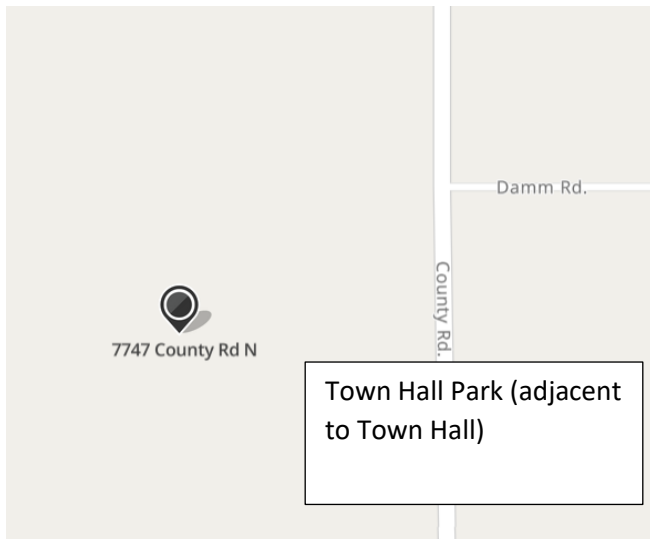 Damm Rd.
County Rd.
7747 County Rd N
Town Hall Park (adjacent
to Town Hall)